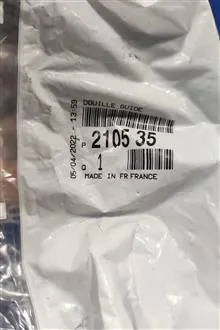 05/04/2022 - 13:59
DOUILLE GUIDE
P 2105 35
Q 1
MADE IN FR FRANCE